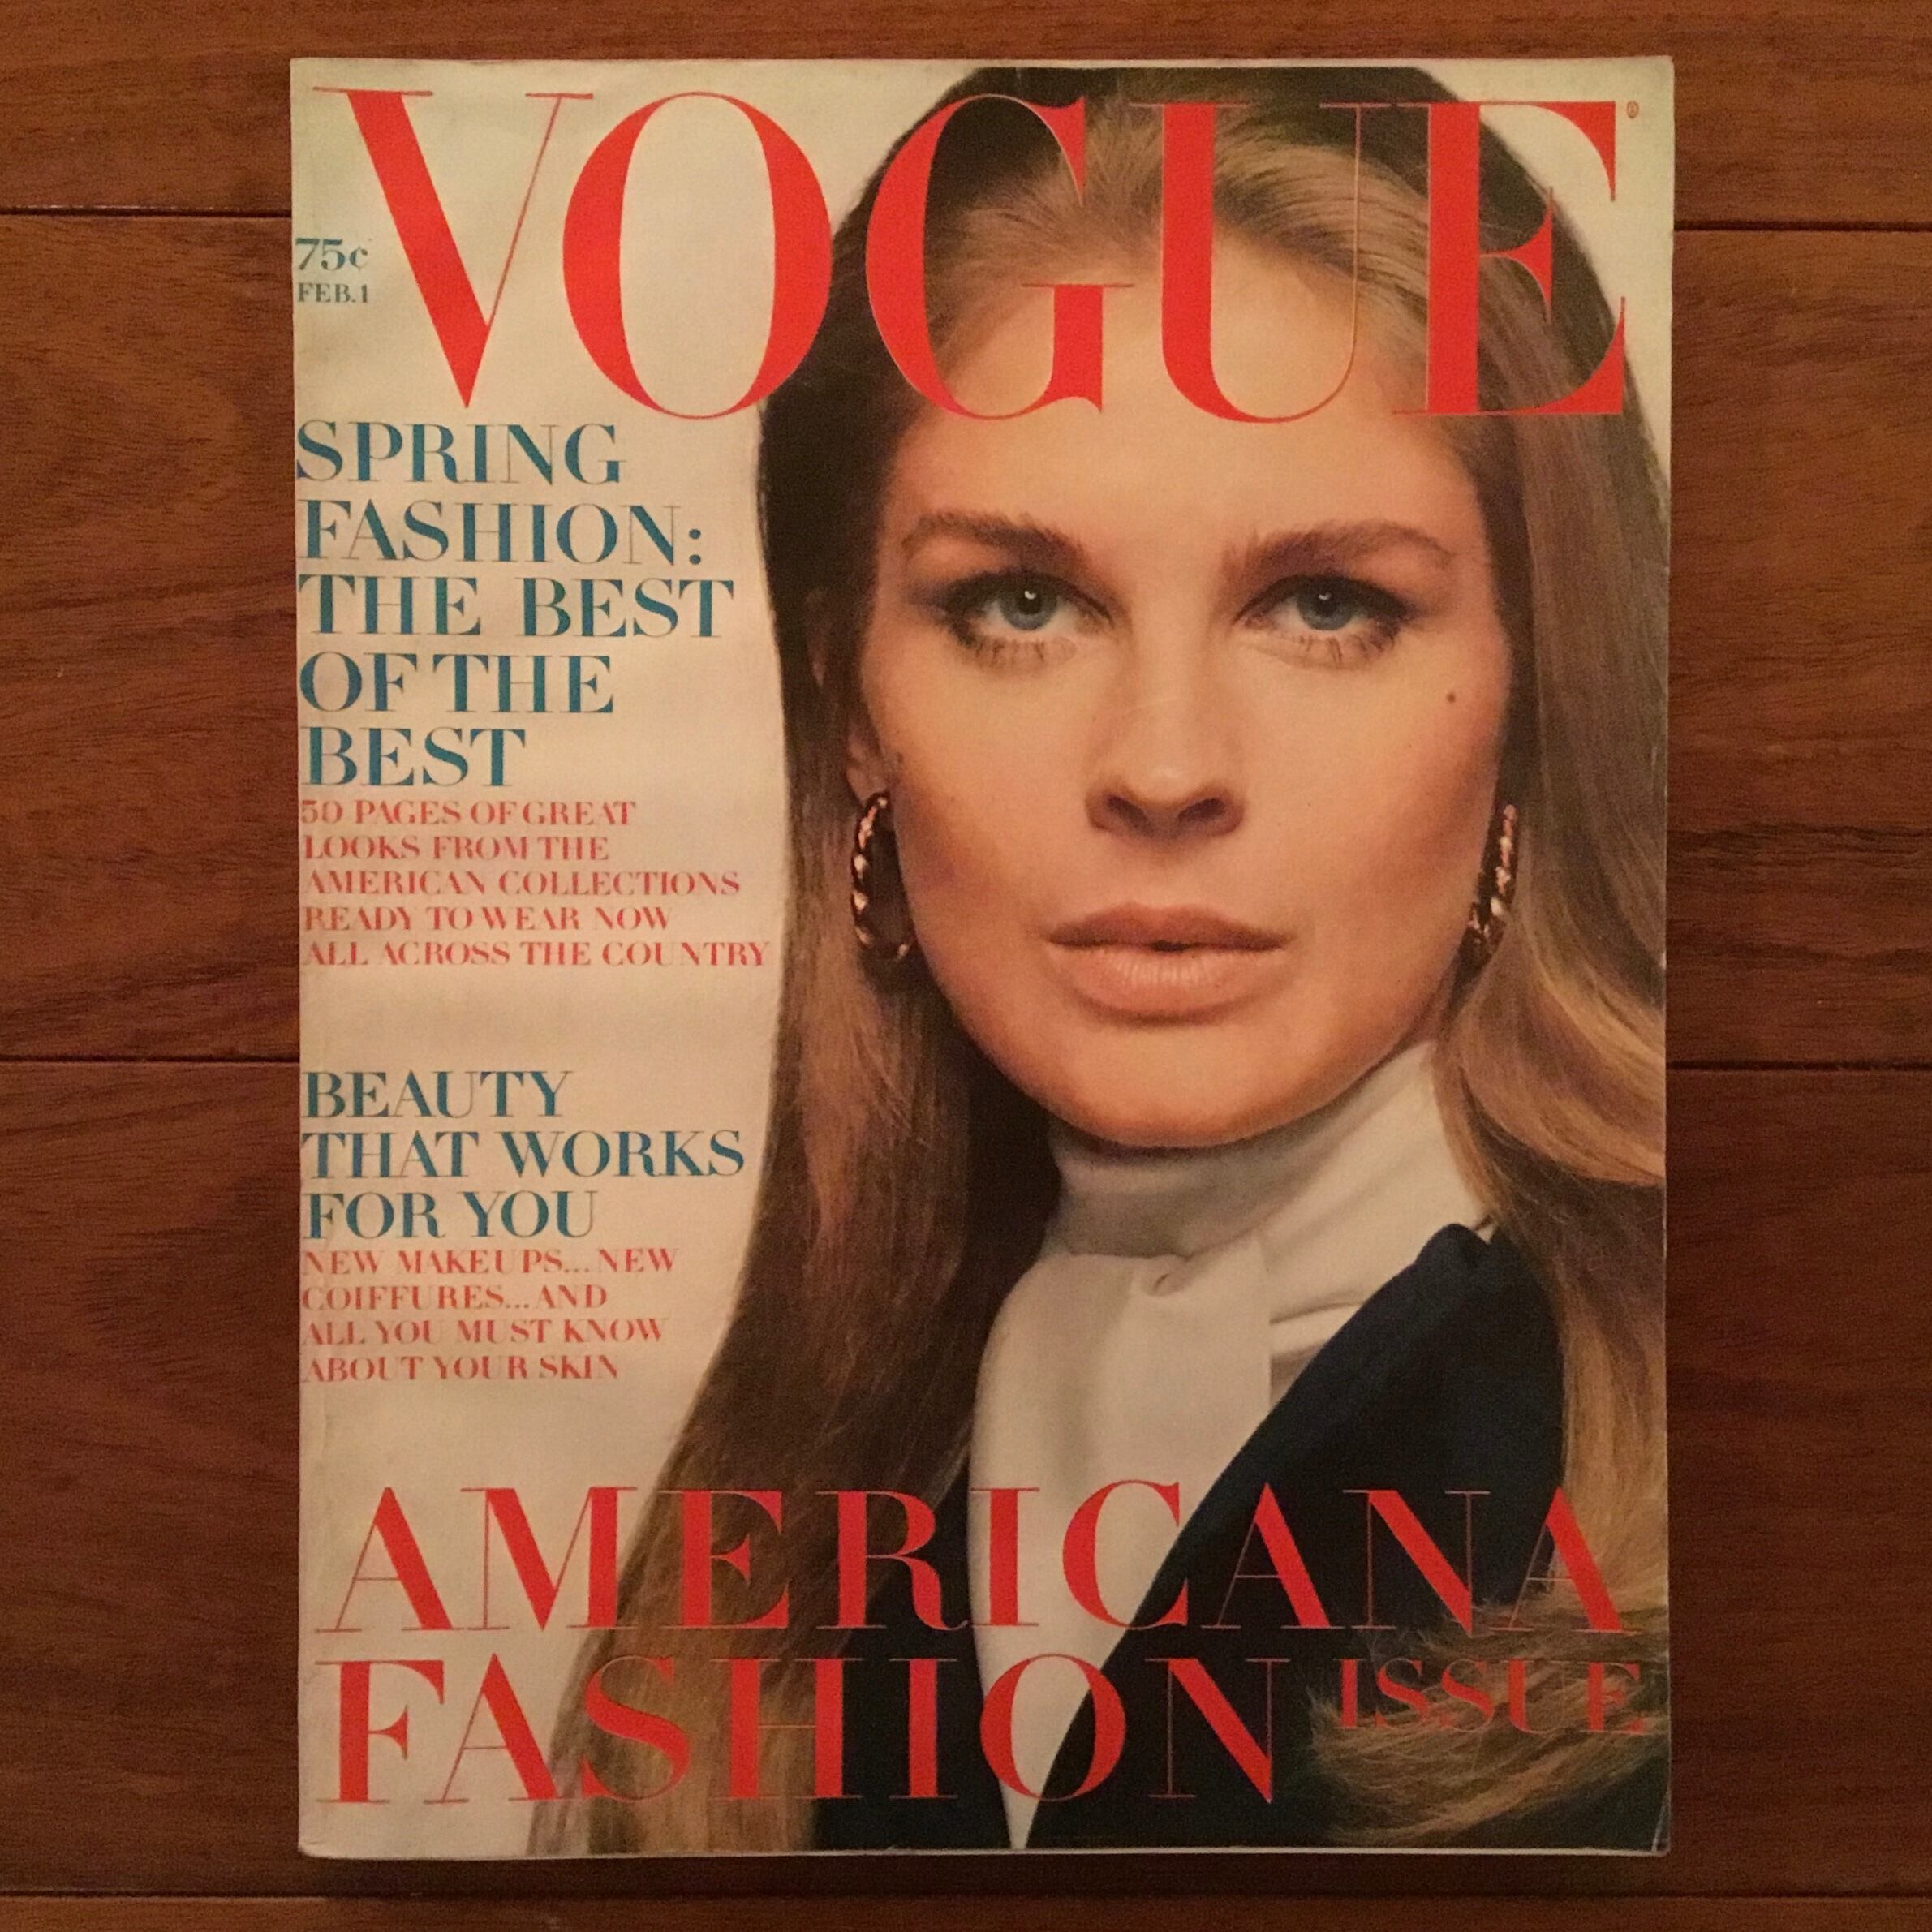 VOGUE
75¢
FEB.1
SPRING
FASHION:
THE BEST
OF THE
BEST
50 PAGES OF GREAT
LOOKS FROM THE
AMERICAN COLLECTIONS
READY TO WEAR NOW
ALL ACROSS THE COUNTRY
BEAUTY
THAT WORKS
FOR YOU
NEW MAKEUPS...NEW
COIFFURES...AND
ALL YOU MUST KNOW
ABOUT YOUR SKIN
AMERICANA
FASHION ISSUE